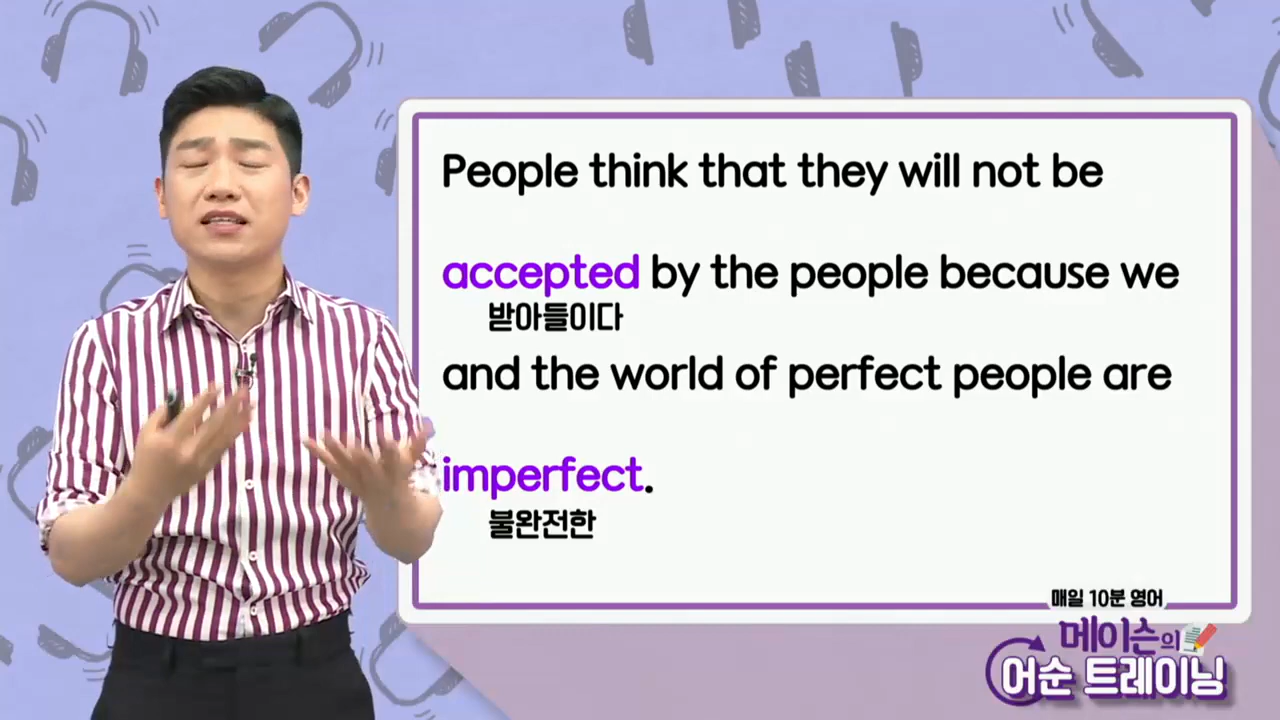 People think that they will not be
accepted by the people because we
받아들이다
and the world of perfect people are
imperfect.
불완전한
매일 10분 영어
메이슨의
어순 트레이닝